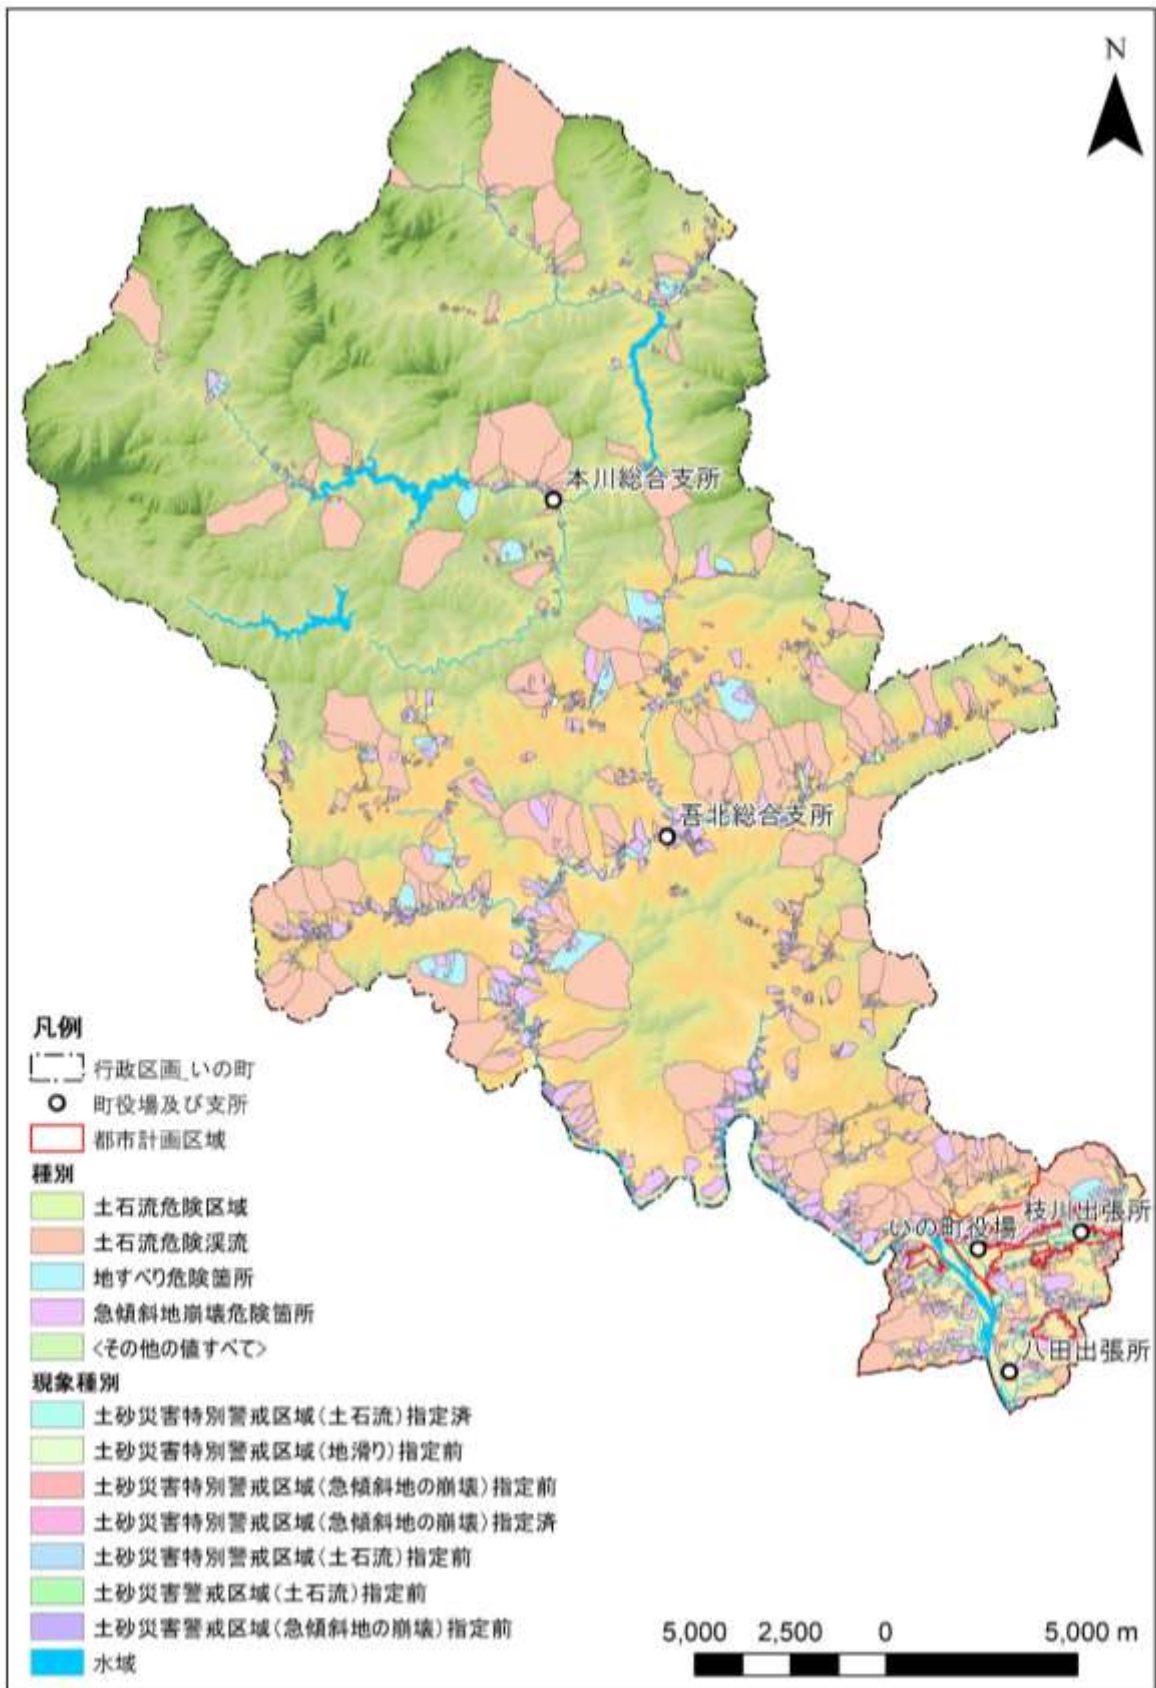 N
本川総合支所
吾北総合支所
枝川出張所
いの町役場
八田出張所
凡例
行政区画_いの町
町役場及び支所
都市計画区域
種別
土石流危険区域
土石流危険渓流
地すべり危険箇所
急傾斜地崩壊危険箇所
<その他の値すべて>
現象種別
土砂災害特別警戒区域(土石流)指定済
土砂災害特別警戒区域(地滑り)指定前
土砂災害特別警戒区域(急傾斜地の崩壊)指定前
土砂災害特別警戒区域(急傾斜地の崩壊)指定済
土砂災害特別警戒区域(土石流)指定前
土砂災害警戒区域(土石流)指定前
土砂災害警戒区域(急傾斜地の崩壊)指定前
水域
5,000 2,500 0 5,000 m